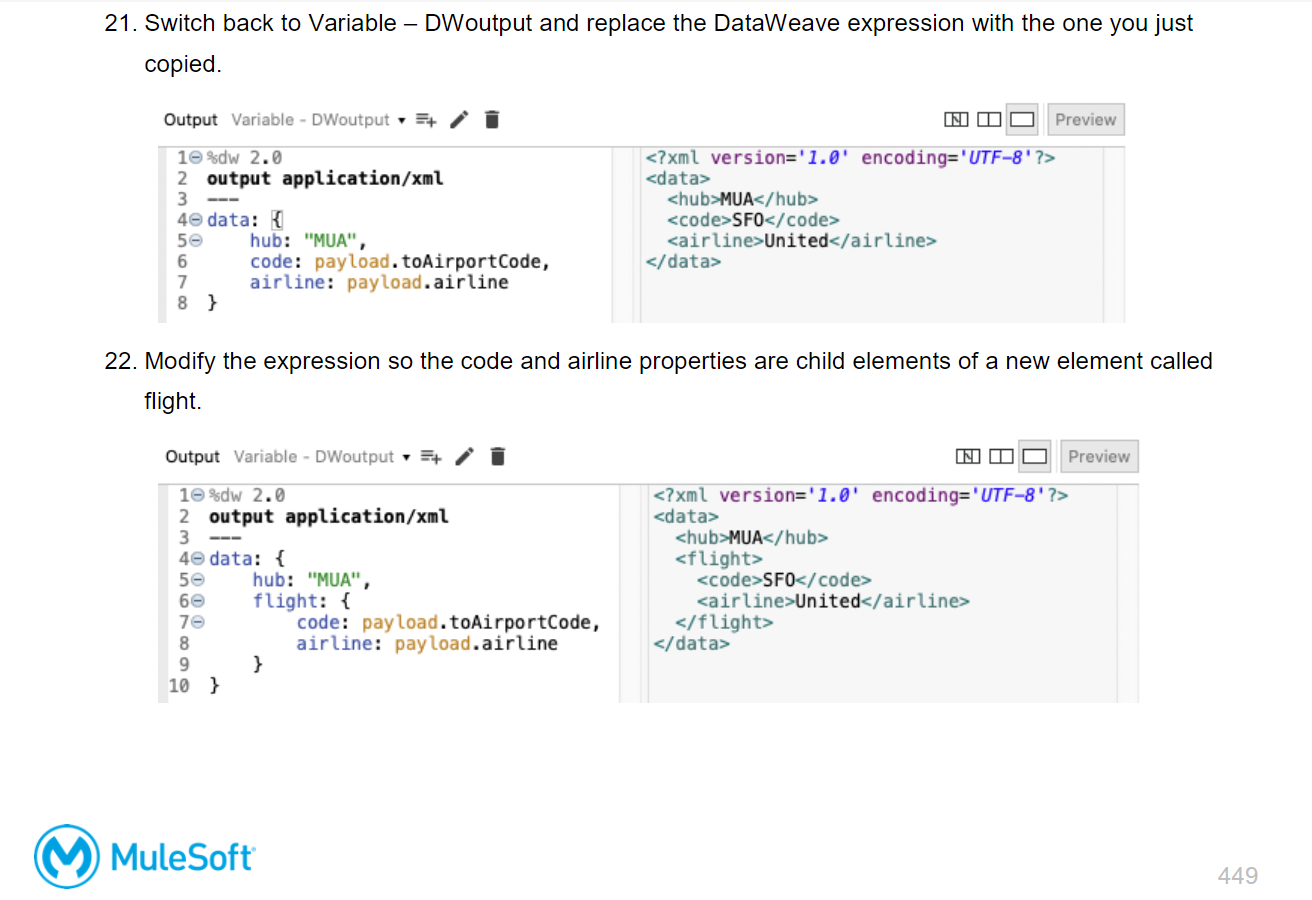 21. Switch back to Variable – DWoutput and replace the DataWeave expression with the one you just
copied.
Output Variable - DWoutput Preview
1 %dw 2.0
2 output application/xml
3 ---
4 data: {
5 hub: "MUA",
6 code: payload.toAirportCode,
7 airline: payload.airline
8 }
<?xml version='1.0' encoding='UTF-8'?>
<data>
<hub>MUA</hub>
<code>SFO</code>
<airline>United</airline>
</data>
22. Modify the expression so the code and airline properties are child elements of a new element called
flight.
Output Variable - DWoutput Preview
1 %dw 2.0
2 output application/xml
3 ---
4 data: {
5 hub: "MUA",
6 flight: {
7 code: payload.toAirportCode,
8 airline: payload.airline
9 }
10 }
<?xml version='1.0' encoding='UTF-8'?>
<data>
<hub>MUA</hub>
<flight>
<code>SFO</code>
<airline>United</airline>
</flight>
</data>
MuleSoft
449